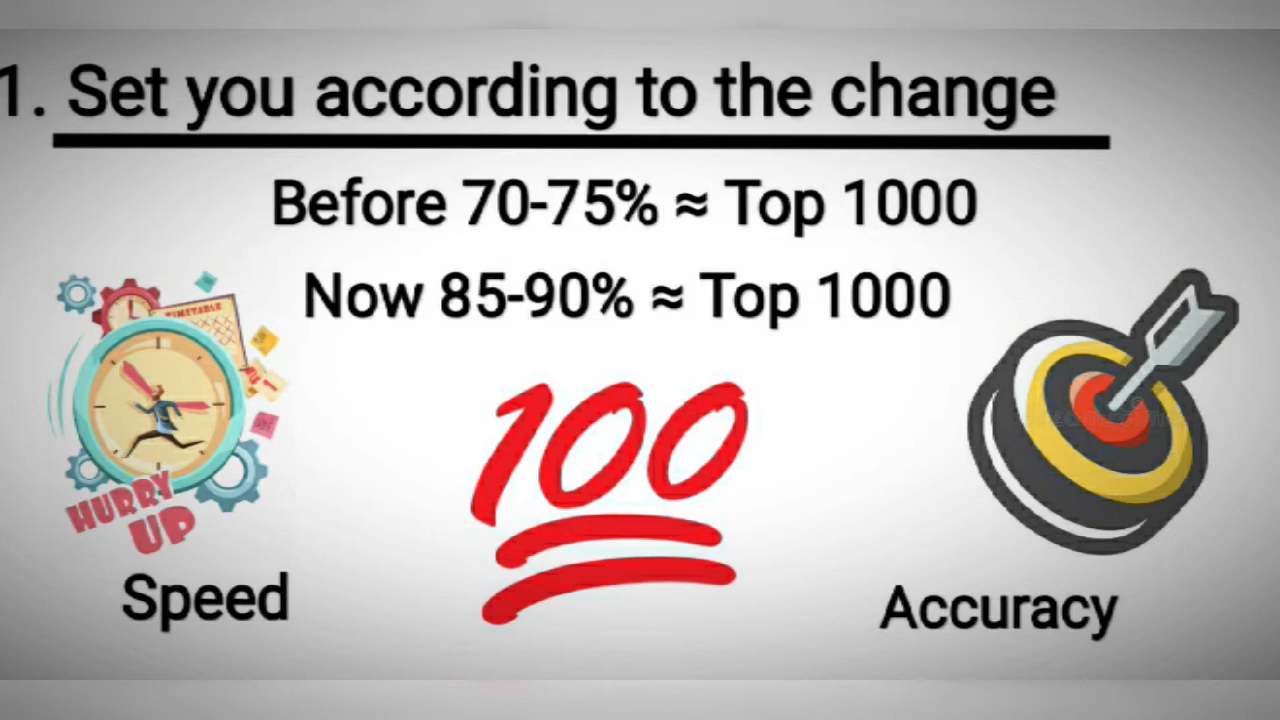 1. Set you according to the change
Before 70-75% ≈ Top 1000
Now 85-90% ≈ Top 1000
TIMETABLE
100
HURRY
UP
Speed
Accuracy